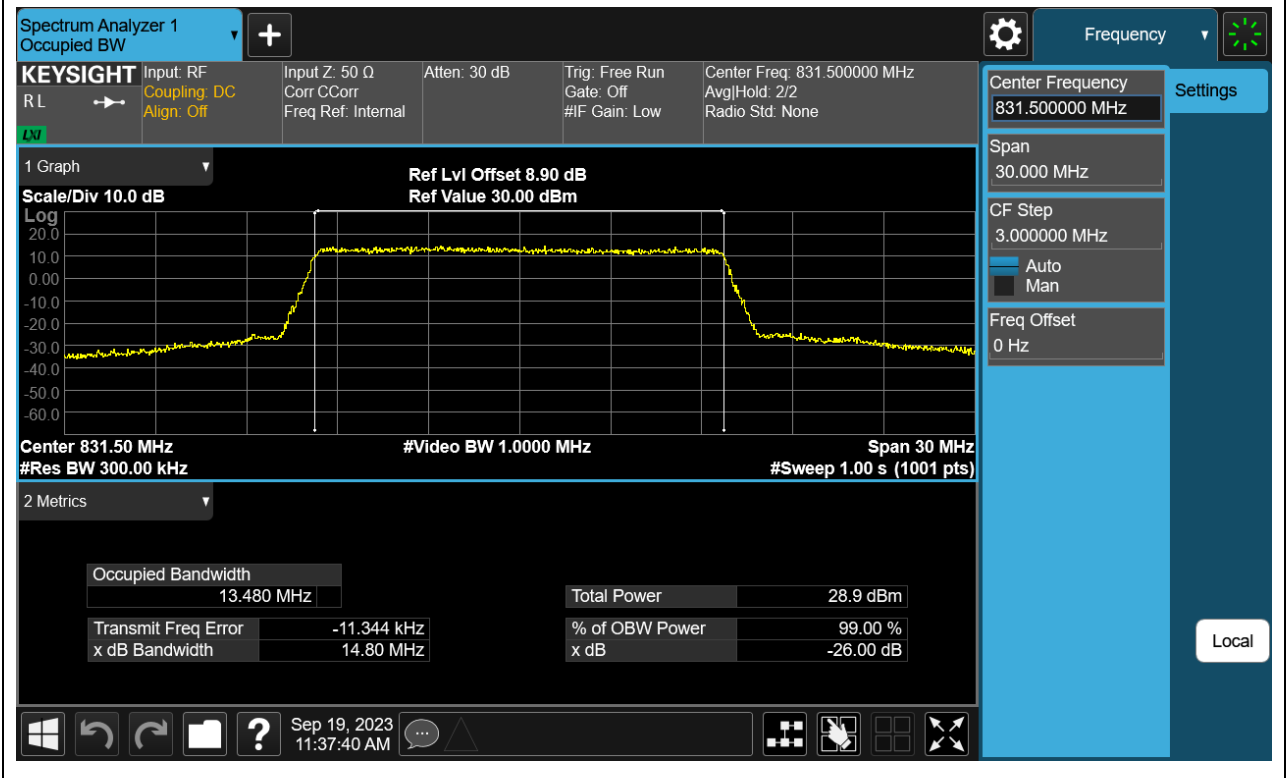 Spectrum Analyzer 1
Occupied BW
Frequency
KEYSIGHT
R L
LXI
Input: RF
Coupling: DC
Align: Off
Input Z: 50 Ω
Corr CCorr
Freq Ref: Internal
Atten: 30 dB
Trig: Free Run
Gate: Off
#IF Gain: Low
Center Freq: 831.500000 MHz
Avg|Hold: 2/2
Radio Std: None
Center Frequency
831.500000 MHz
Settings
Span
30.000 MHz
CF Step
3.000000 MHz
Auto
Man
Freq Offset
0 Hz
Local
1 Graph
Scale/Div 10.0 dB
Ref Lvl Offset 8.90 dB
Ref Value 30.00 dBm
Log
20.0
10.0
0.00
-10.0
-20.0
-30.0
-40.0
-50.0
-60.0
Center 831.50 MHz
#Video BW 1.0000 MHz
Span 30 MHz
#Res BW 300.00 kHz
#Sweep 1.00 s (1001 pts)
2 Metrics
Occupied Bandwidth
13.480 MHz
Total Power 28.9 dBm
Transmit Freq Error -11.344 kHz
% of OBW Power 99.00 %
x dB Bandwidth 14.80 MHz
x dB -26.00 dB
?
Sep 19, 2023
11:37:40 AM